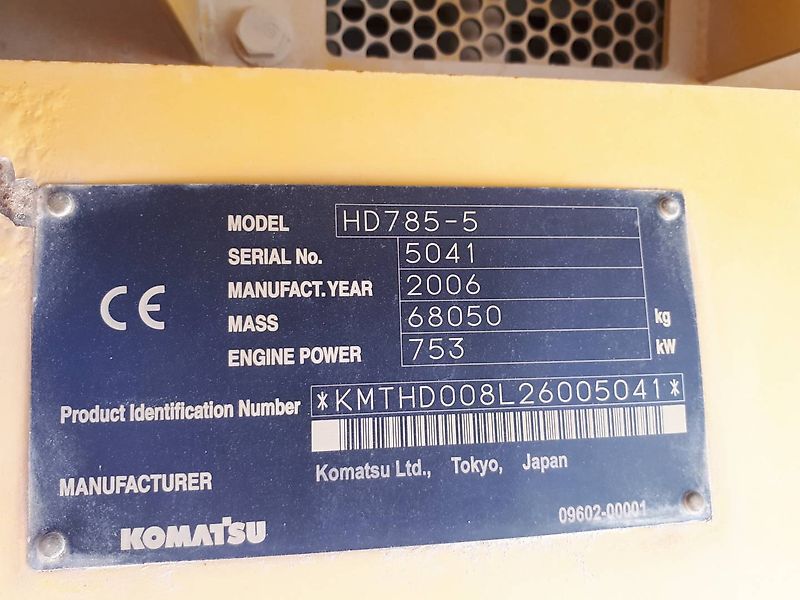 MODEL HD785-5
SERIAL No. 5041
MANUFACT. YEAR 2006
CE
MASS 68050 kg
ENGINE POWER 753 kW
Product Identification Number *KMTHD008L26005041*
Komatsu Ltd., Tokyo, Japan
MANUFACTURER
09602-00001
KOMATSU